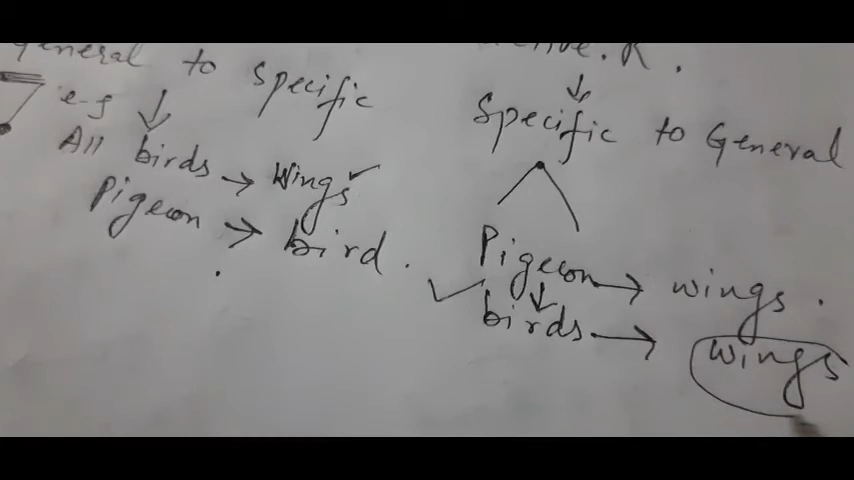 General to specific
e-g ↓
All birds → Wings ✓
Pigeon → bird.
R.
↓
Specific to General
Pigeon → wings.
↓
birds → wings